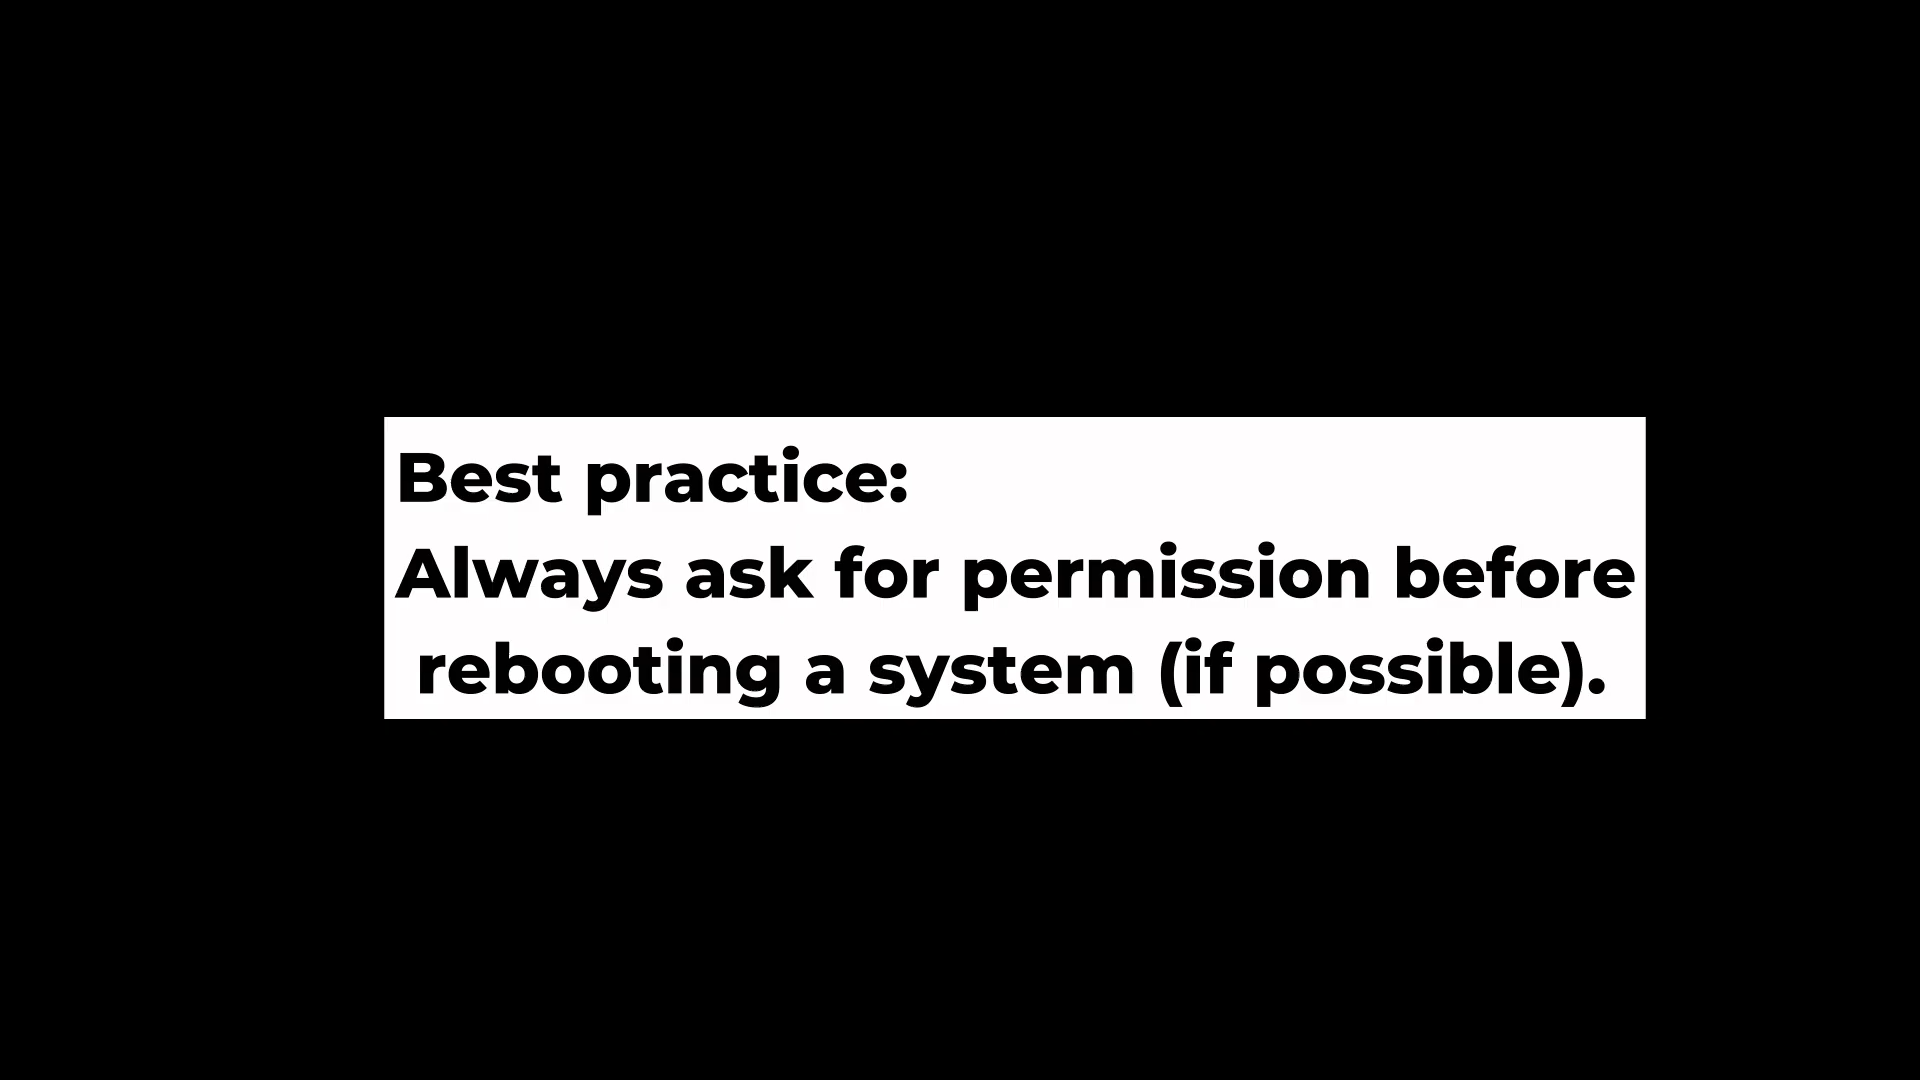 Best practice:
Always ask for permission before
rebooting a system (if possible).